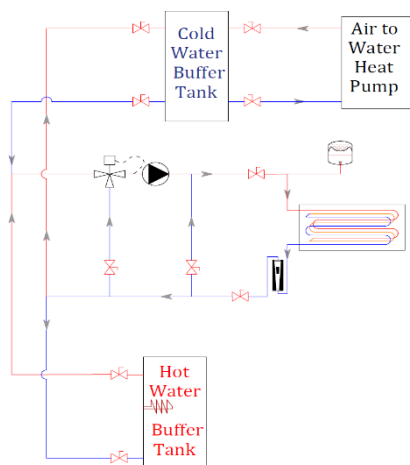 Cold
Water
Buffer
Tank
Air to
Water
Heat
Pump
Hot
Water
Buffer
Tank